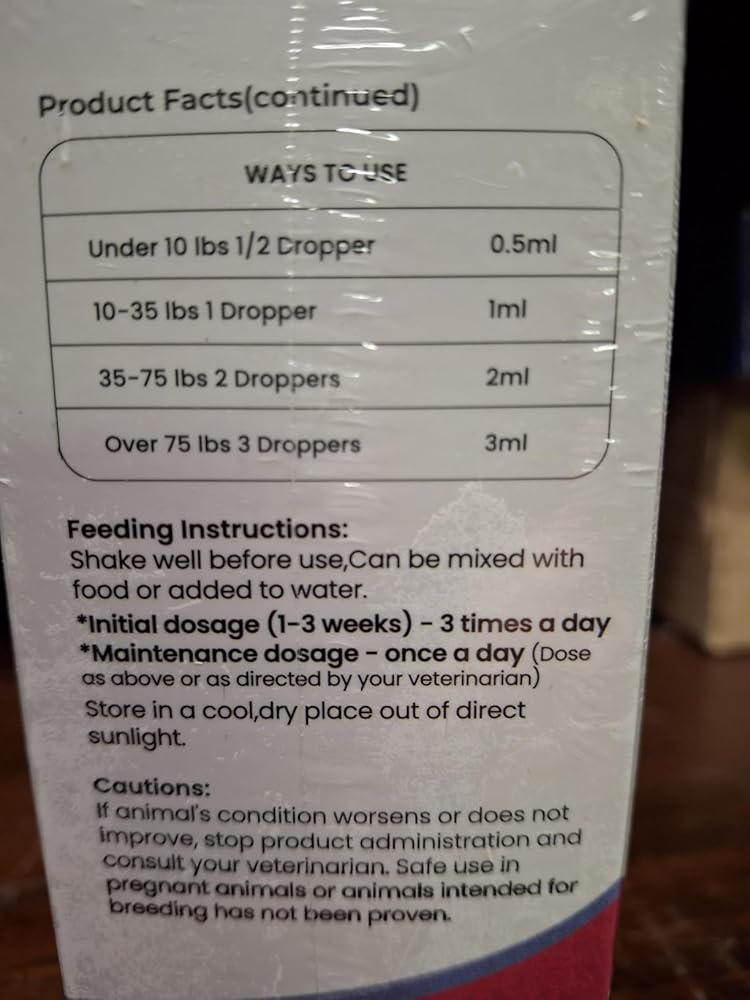 Product Facts(continued)
WAYS TO USE
Under 10 lbs 1/2 Dropper 0.5ml
10-35 lbs 1 Dropper 1ml
35-75 lbs 2 Droppers 2ml
Over 75 lbs 3 Droppers 3ml
Feeding Instructions:
Shake well before use,Can be mixed with
food or added to water.
*Initial dosage (1-3 weeks) - 3 times a day
*Maintenance dosage - once a day (Dose
as above or as directed by your veterinarian)
Store in a cool,dry place out of direct
sunlight.
Cautions:
If animal's condition worsens or does not
improve, stop product administration and
consult your veterinarian. Safe use in
pregnant animals or animals intended for
breeding has not been proven.